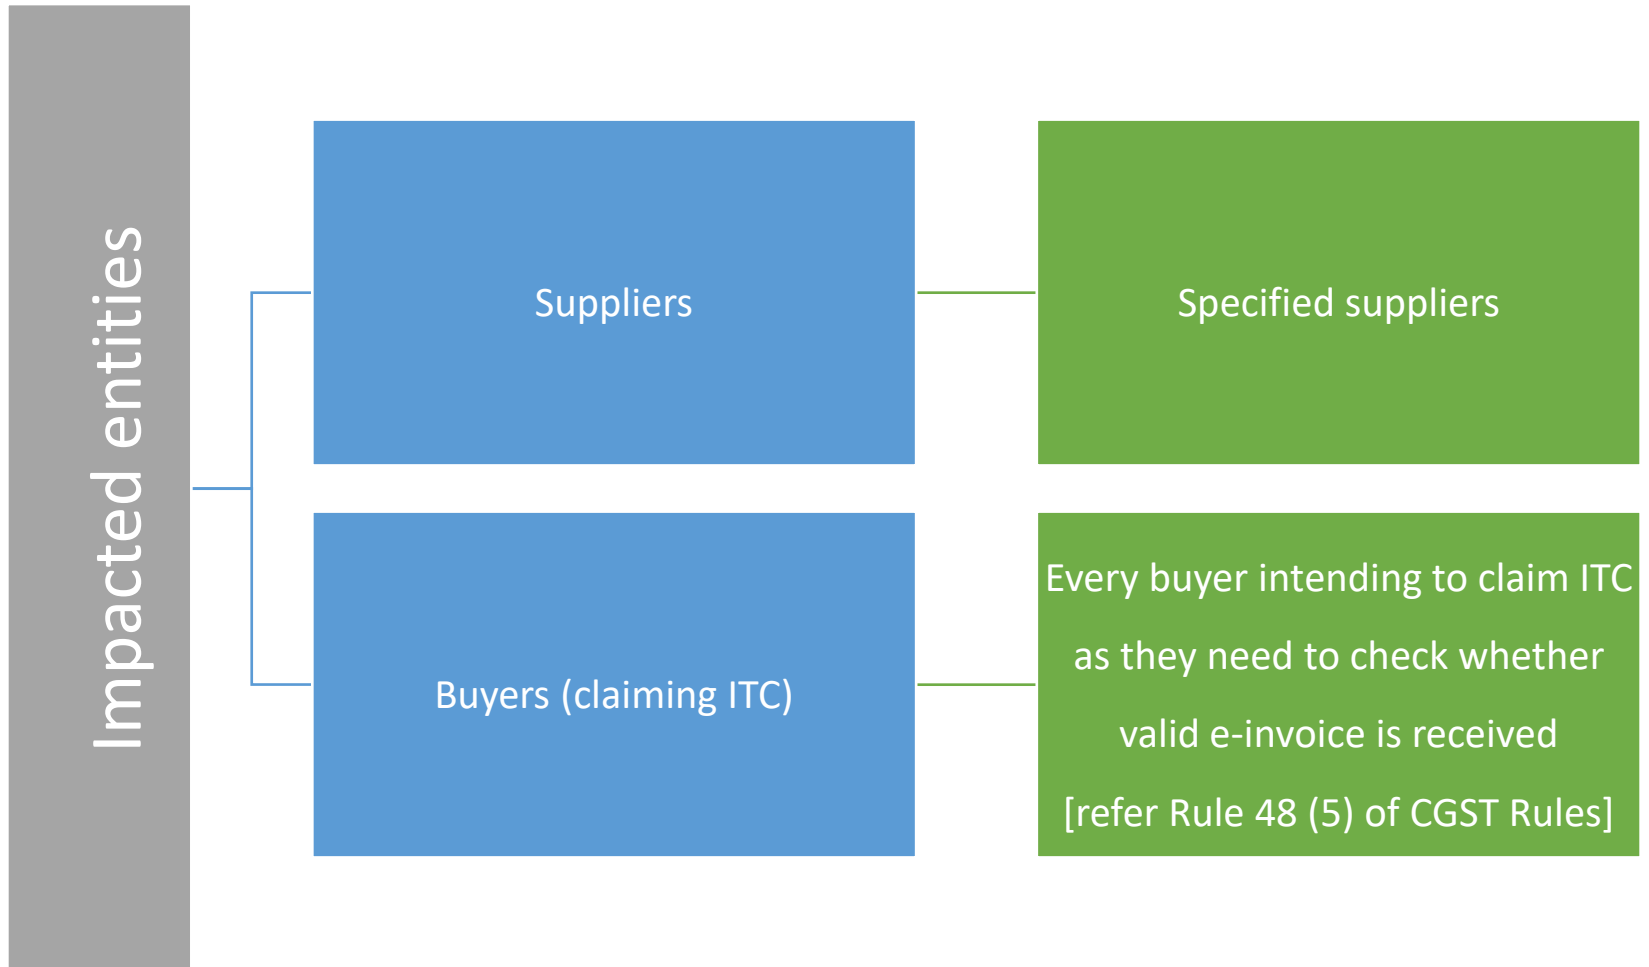 Impacted entities
Suppliers
Specified suppliers
Buyers (claiming ITC)
Every buyer intending to claim ITC
as they need to check whether
valid e-invoice is received
[refer Rule 48 (5) of CGST Rules]